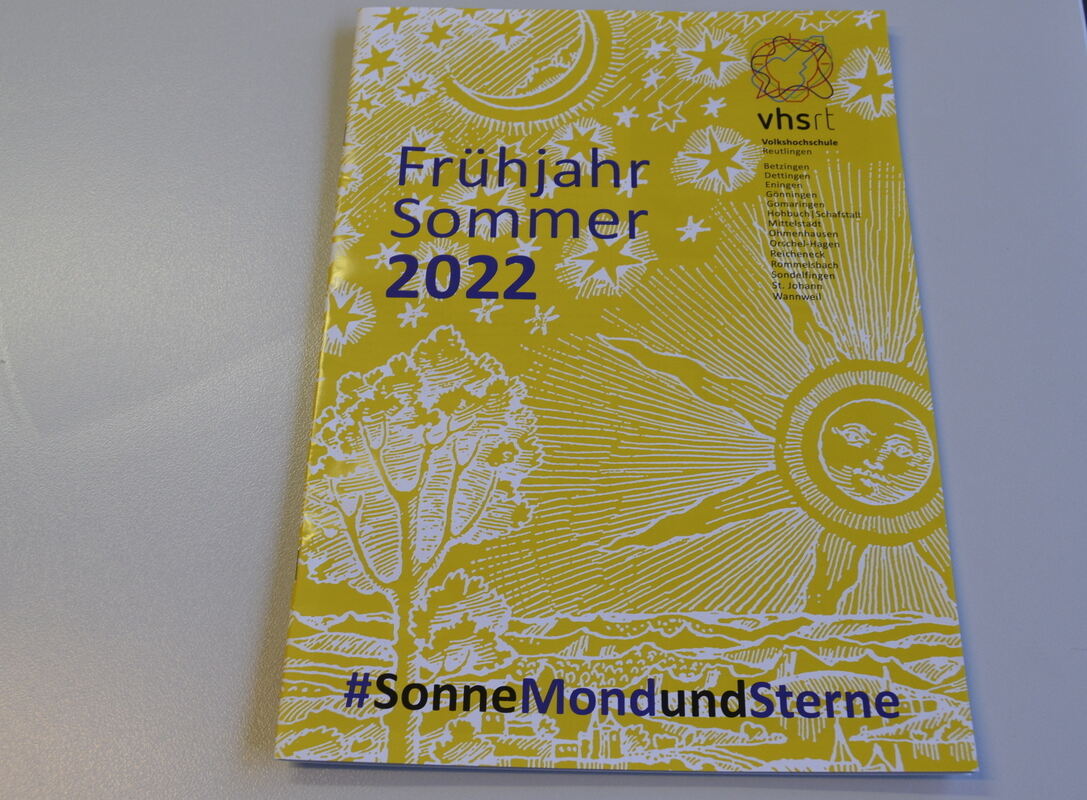 Frühjahr
Sommer
2022
vhsrt
Volkshochschule
Reutlingen
Betzingen
Dettingen
Eningen
Gönningen
Gomaringen
Hohbuch|Schafstall
Mittelstadt
Ohmenhausen
Orschel-Hagen
Reicheneck
Rommelsbach
Sondelfingen
St. Johann
Wannweil
#SonneMondundSterne